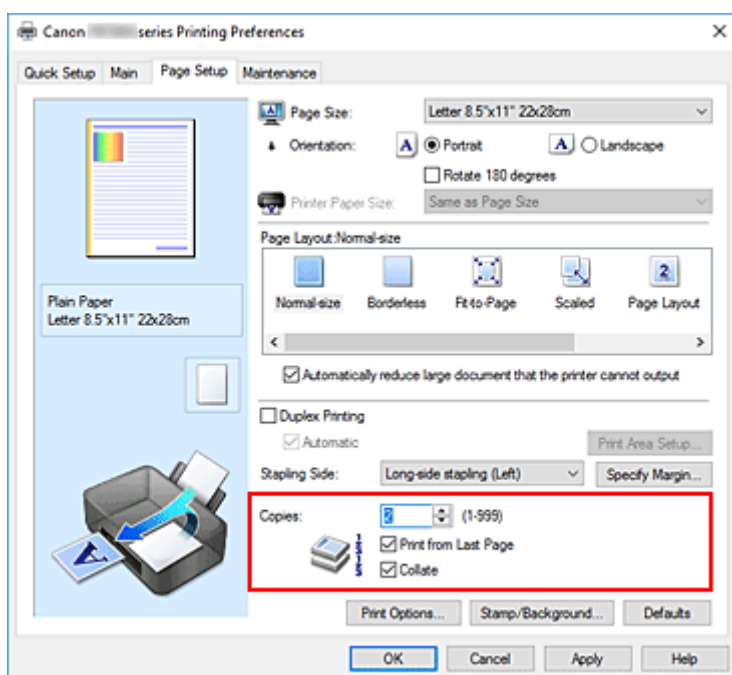 Canon series Printing Preferences
Quick Setup Main Page Setup Maintenance
Page Size: Letter 8.5"x11" 22x28cm
Orientation: A Portrait A Landscape
Rotate 180 degrees
Printer Paper Size: Same as Page Size
Page Layout:Normal-size
2
Normal-size Borderless Fit-to-Page Scaled Page Layout
Plain Paper
Letter 8.5"x11" 22x28cm
Automatically reduce large document that the printer cannot output
Duplex Printing
Automatic Print Area Setup...
Stapling Side: Long-side stapling (Left) Specify Margin...
Copies: 2 (1-999)
Print from Last Page
Collate
A
Print Options... Stamp/Background... Defaults
OK Cancel Apply Help